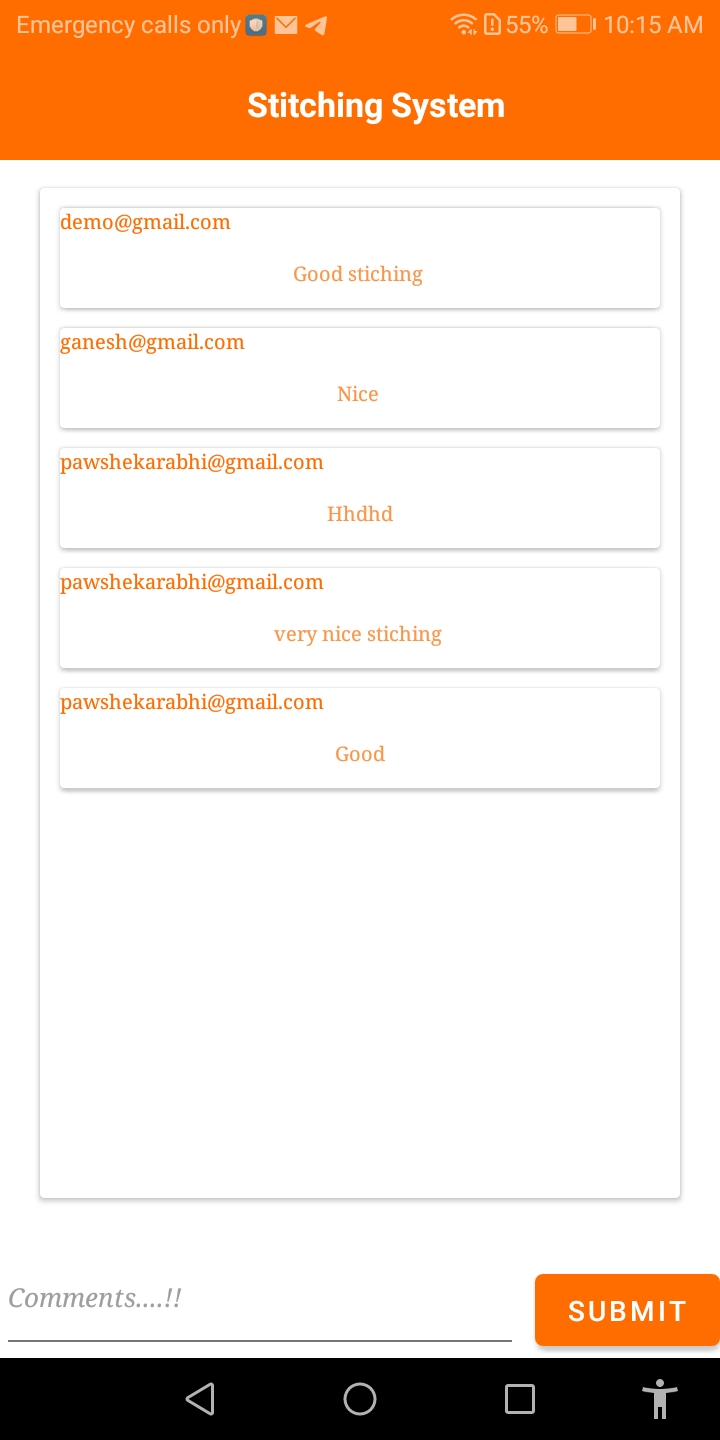 Emergency calls only 55% 10:15 AM
Stitching System
demo@gmail.com
Good stiching
ganesh@gmail.com
Nice
pawshekarabhi@gmail.com
Hhdhd
pawshekarabhi@gmail.com
very nice stiching
pawshekarabhi@gmail.com
Good
Comments....!!
SUBMIT